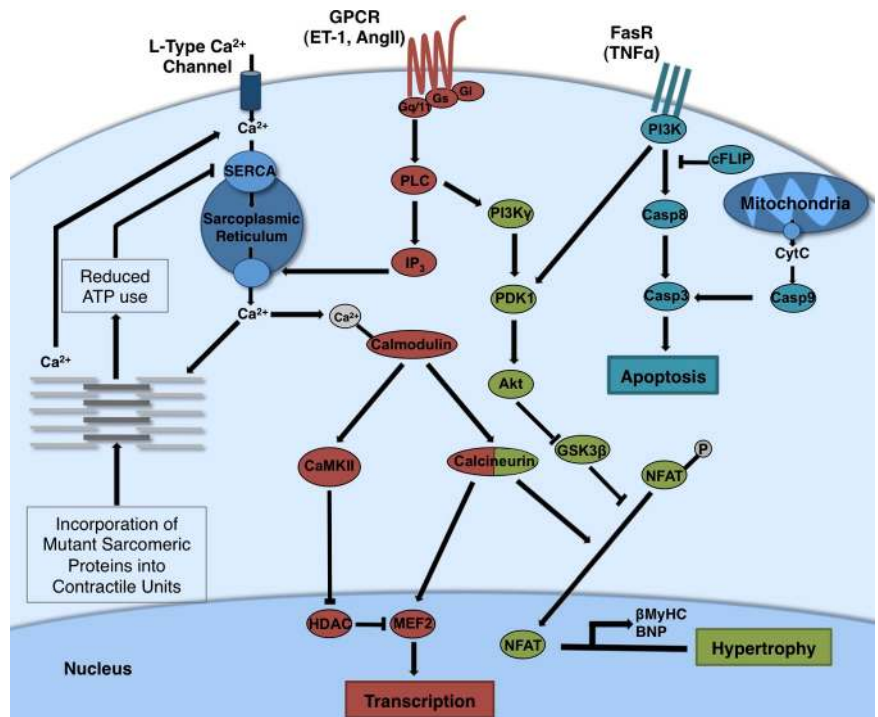 GPCR
(ET-1, AngII)
FasR
(TNFα)
L-Type Ca²⁺
Channel
Gq/11
Gs
Gi
Ca²⁺
PI3K
cFLIP
SERCA
PLC
Mitochondria
Sarcoplasmic
Reticulum
PI3Kγ
Casp8
CytC
IP₃
Reduced
ATP use
PDK1
Casp3
Casp9
Ca²⁺
Ca²⁺
Calmodulin
Ca²⁺
Akt
Apoptosis
CaMKII
Calcineurin
GSK3β
NFAT
P
Incorporation of
Mutant Sarcomeric
Proteins into
Contractile Units
HDAC
MEF2
NFAT
βMyHC
BNP
Hypertrophy
Nucleus
Transcription